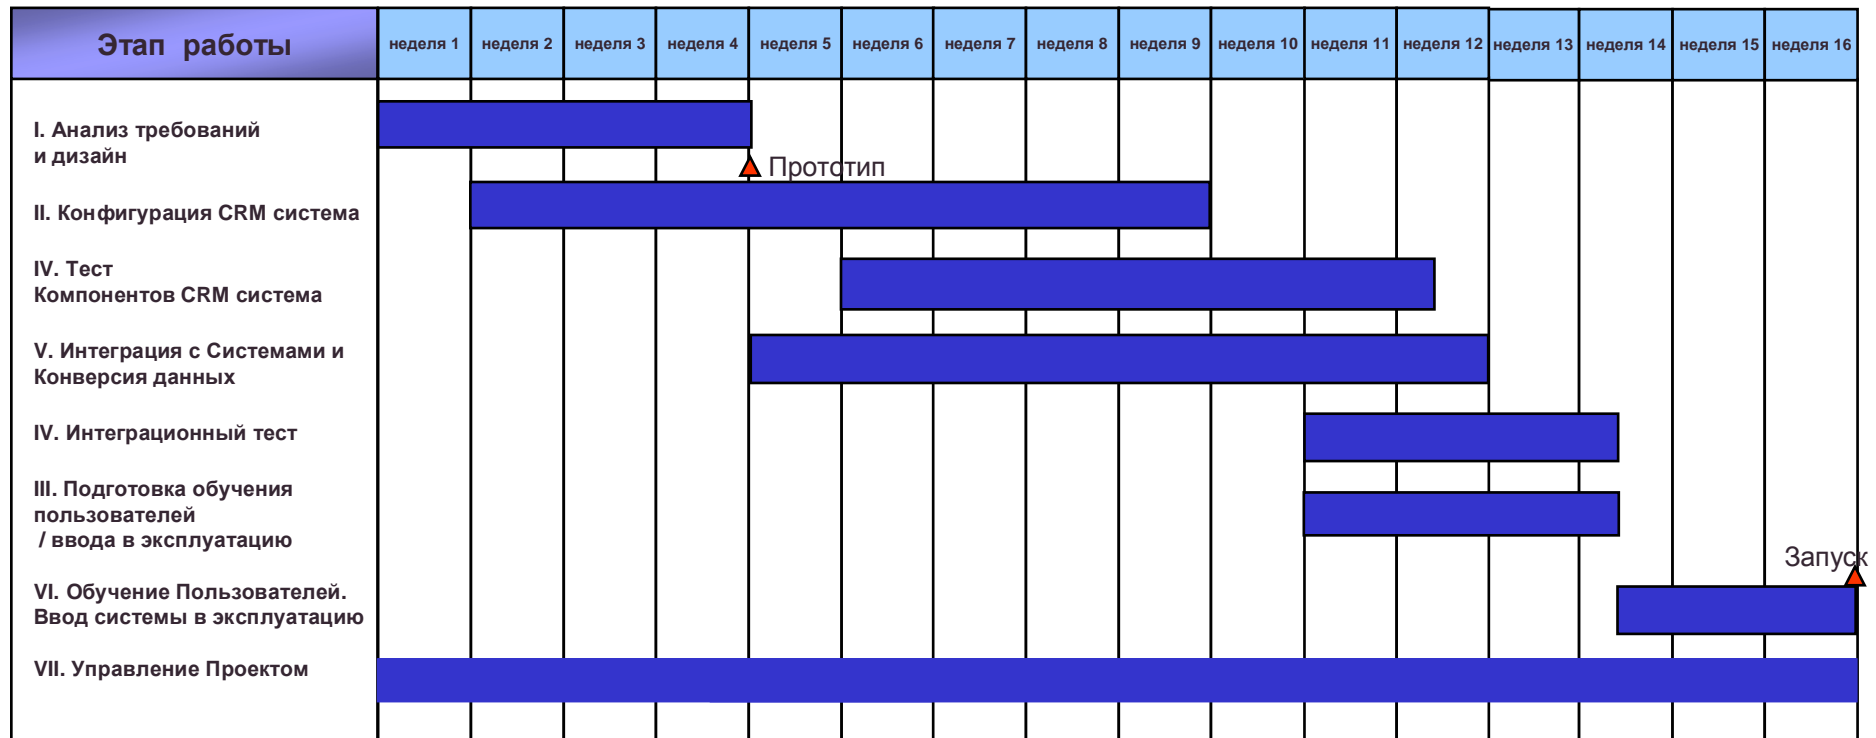 Этап работы
неделя 1
неделя 2
неделя 3
неделя 4
неделя 5
неделя 6
неделя 7
неделя 8
неделя 9
неделя 10
неделя 11
неделя 12
неделя 13
неделя 14
неделя 15
неделя 16
I. Анализ требований
и дизайн
Прототип
II. Конфигурация CRM система
IV. Тест
Компонентов CRM система
V. Интеграция с Системами и
Конверсия данных
IV. Интеграционный тест
III. Подготовка обучения
пользователей
/ ввода в эксплуатацию
Запуск
VI. Обучение Пользователей.
Ввод системы в эксплуатацию
VII. Управление Проектом